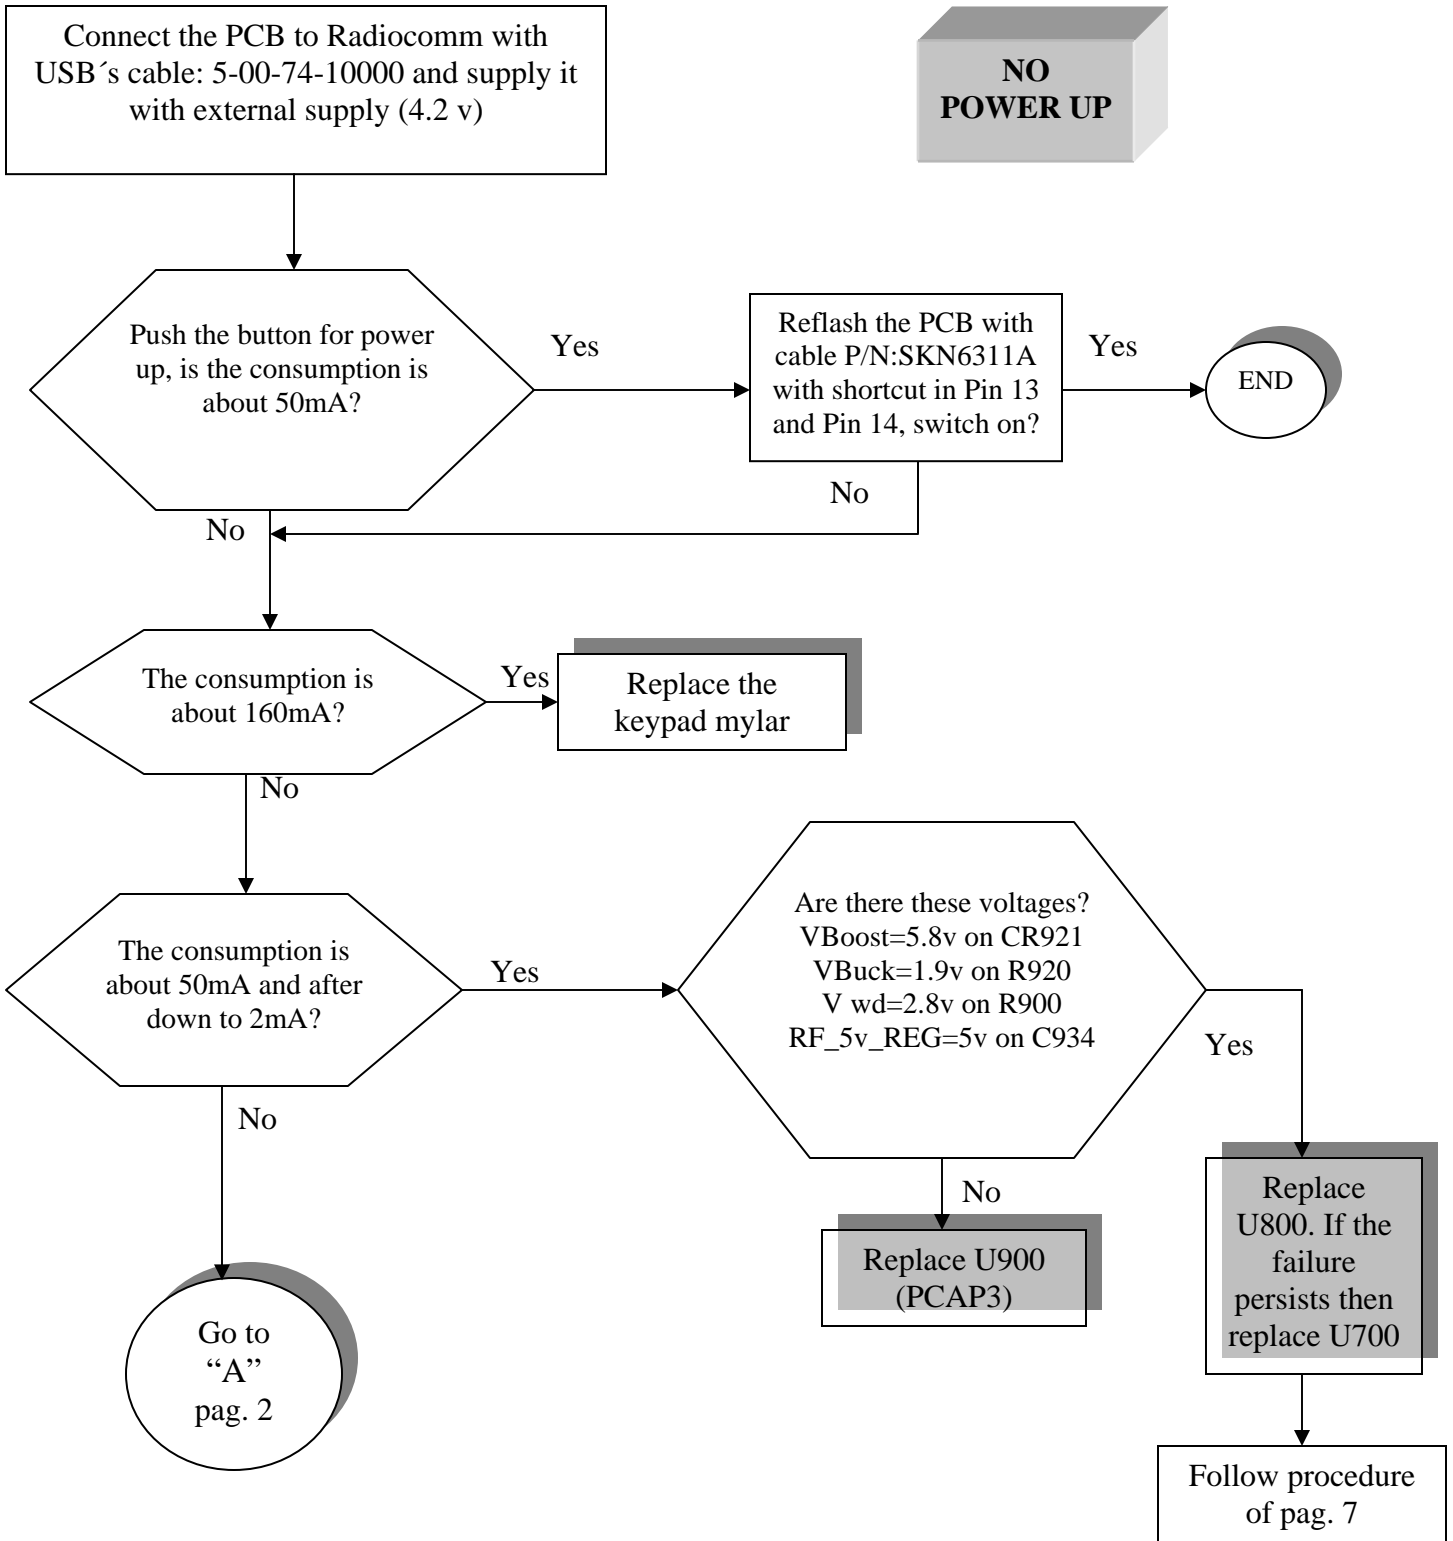 Connect the PCB to Radiocomm with
USB´s cable: 5-00-74-10000 and supply it
with external supply (4.2 v)
NO
POWER UP
Push the button for power
up, is the consumption is
about 50mA?
Yes
Reflash the PCB with
cable P/N:SKN6311A
with shortcut in Pin 13
and Pin 14, switch on?
Yes
END
No
No
The consumption is
about 160mA?
Yes
Replace the
keypad mylar
No
The consumption is
about 50mA and after
down to 2mA?
Yes
Are there these voltages?
VBoost=5.8v on CR921
VBuck=1.9v on R920
V wd=2.8v on R900
RF_5v_REG=5v on C934
Yes
No
No
Replace U900
(PCAP3)
Replace
U800. If the
failure
persists then
replace U700
Go to
“A”
pag. 2
Follow procedure
of pag. 7